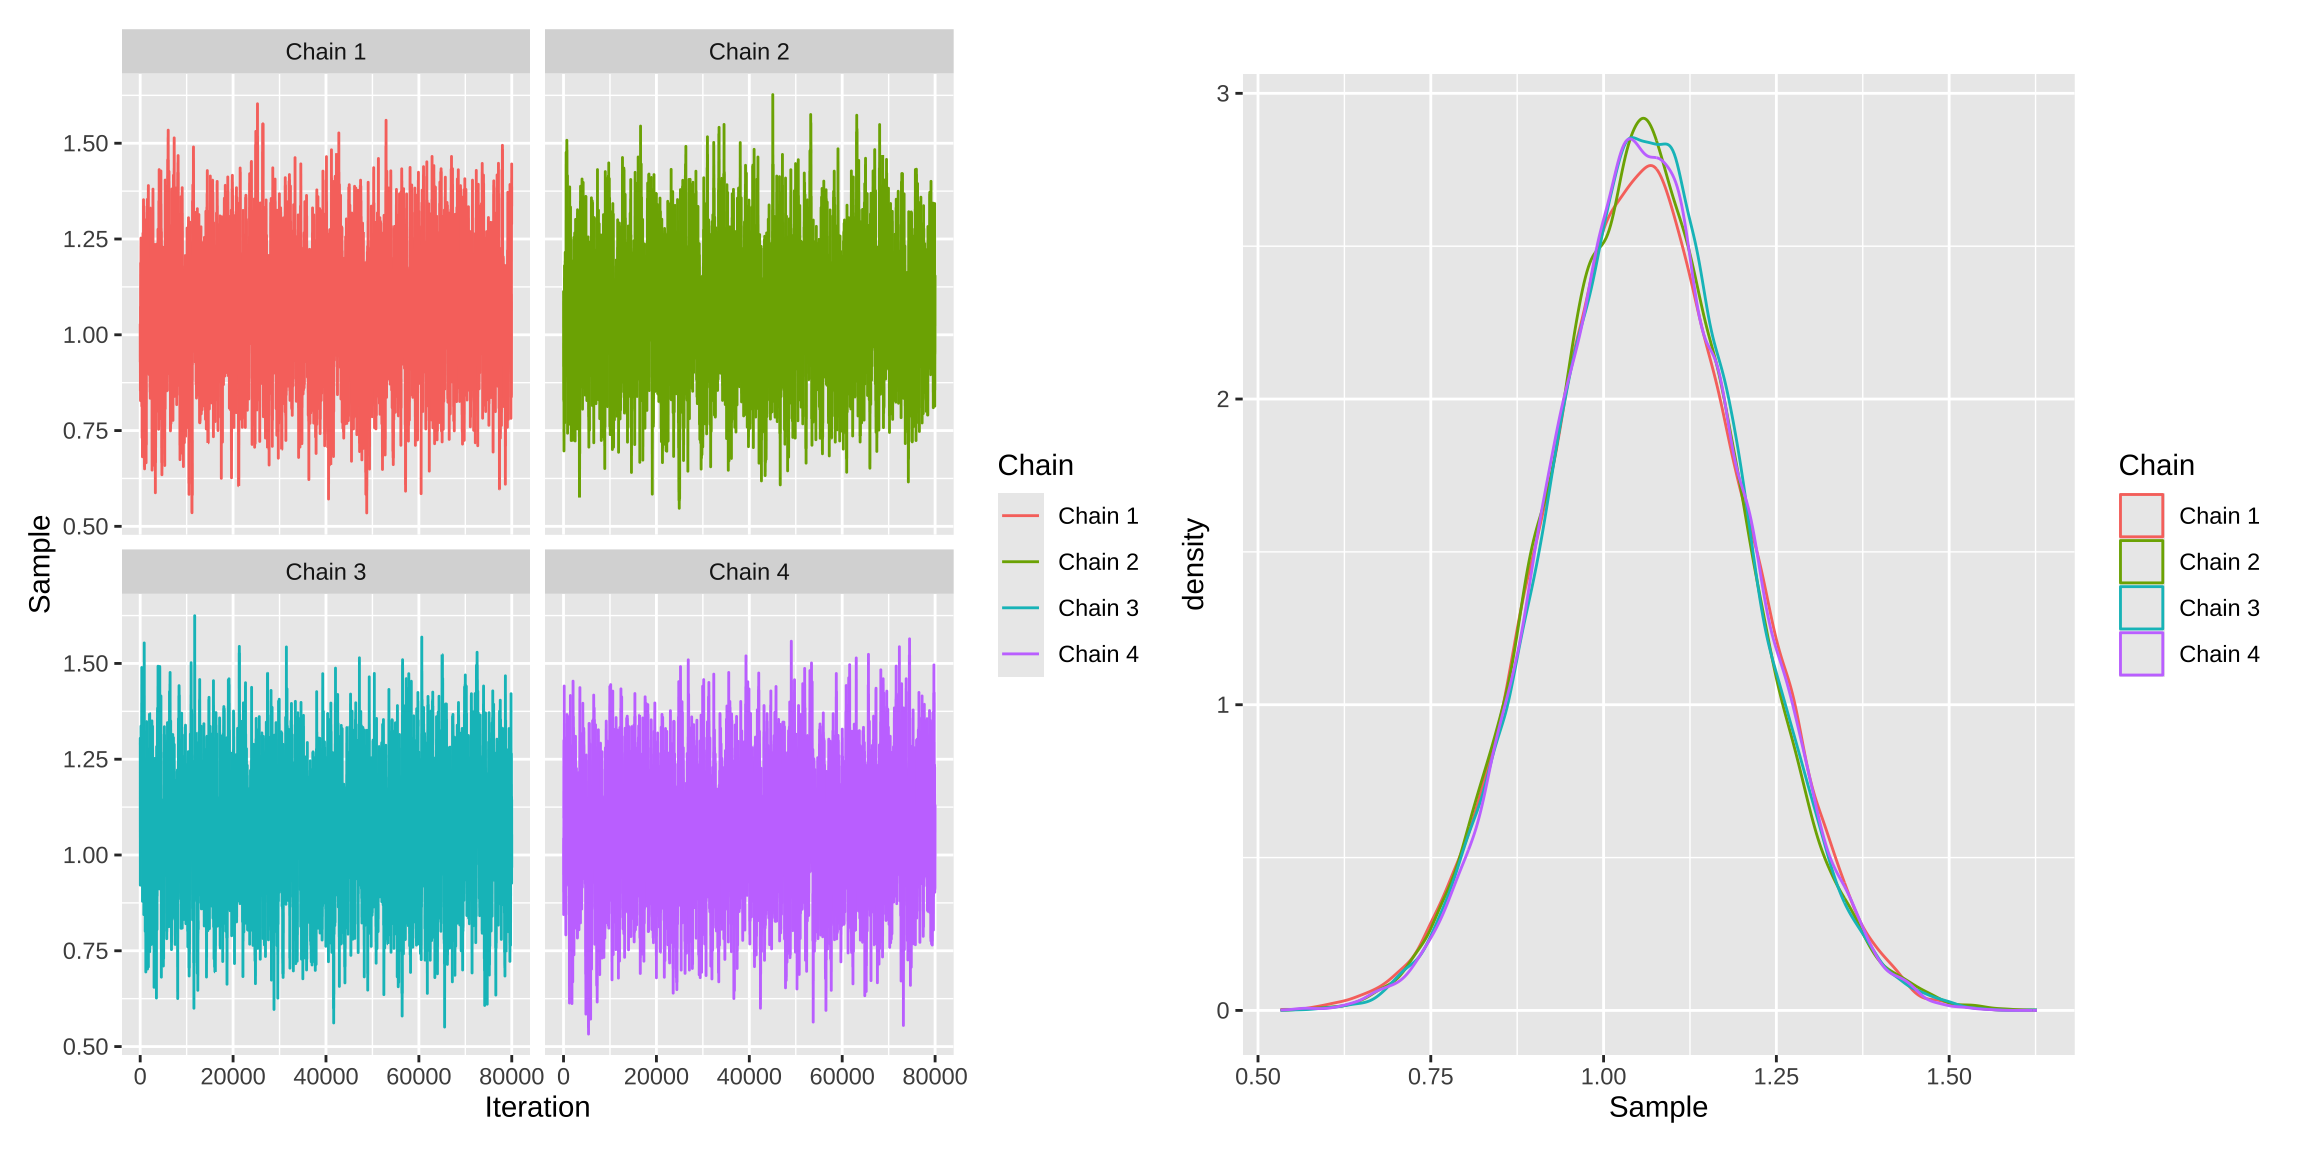 Chain 1
Chain 2
1.50
1.25
1.00
0.75
0.50
Chain 3
Chain 4
1.50
1.25
1.00
0.75
0.50
0 20000 40000 60000 80000
0 20000 40000 60000 80000
Sample
Iteration
Chain
Chain 1
Chain 2
Chain 3
Chain 4
3
2
1
0
density
0.50 0.75 1.00 1.25 1.50
Sample
Chain
Chain 1
Chain 2
Chain 3
Chain 4